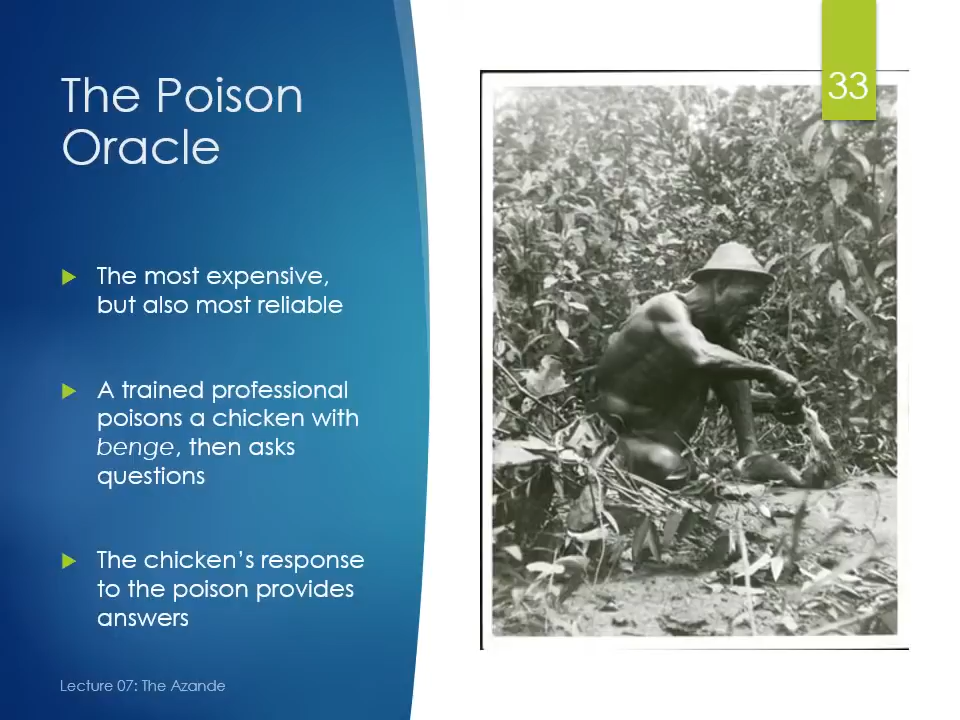 The Poison
Oracle
33
The most expensive,
but also most reliable
A trained professional
poisons a chicken with
benge, then asks
questions
The chicken's response
to the poison provides
answers
Lecture 07: The Azande